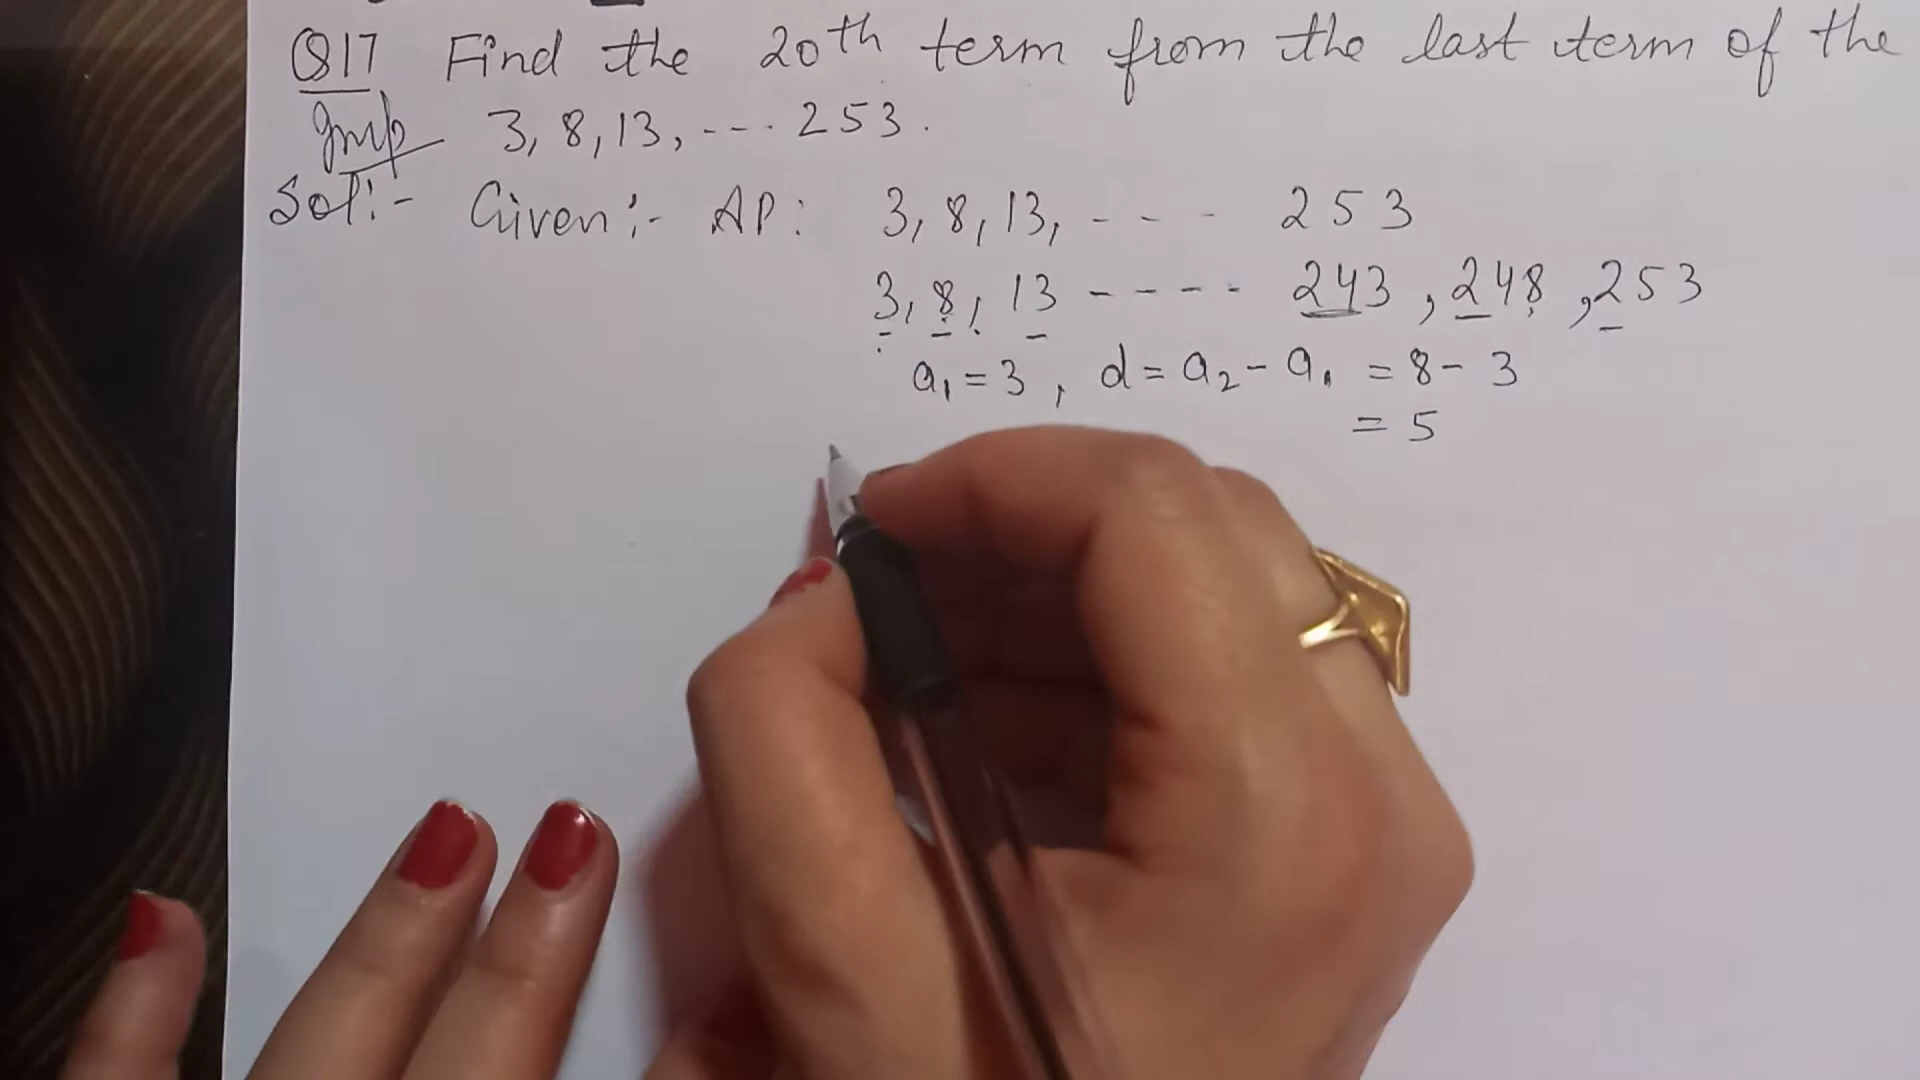 Q17 Find the 20th term from the last term of the
Imp 3, 8, 13, --- 253.
Sol:- Given:- AP: 3, 8, 13, - - - 253
3, 8, 13 - - - - 243, 248, 253
a₁ = 3, d = a₂ - a₁ = 8 - 3
= 5